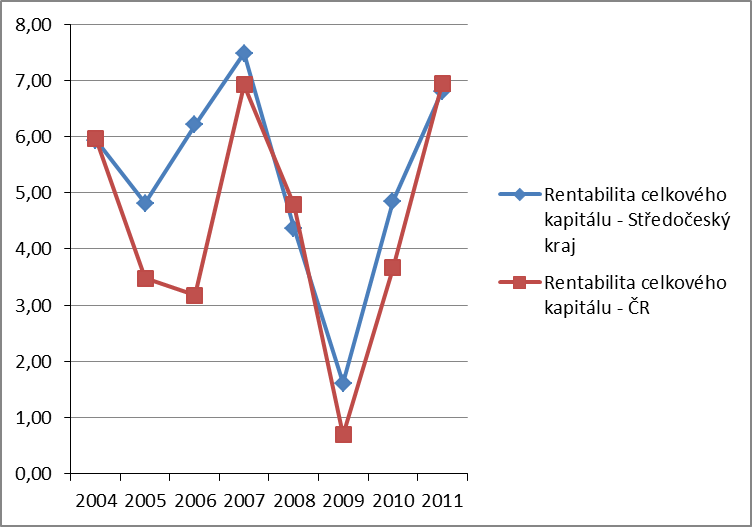 8,00
7,00
6,00
5,00
4,00
3,00
2,00
1,00
0,00
2004 2005 2006 2007 2008 2009 2010 2011
Rentabilita celkového
kapitálu - Středočeský
kraj
Rentabilita celkového
kapitálu - ČR